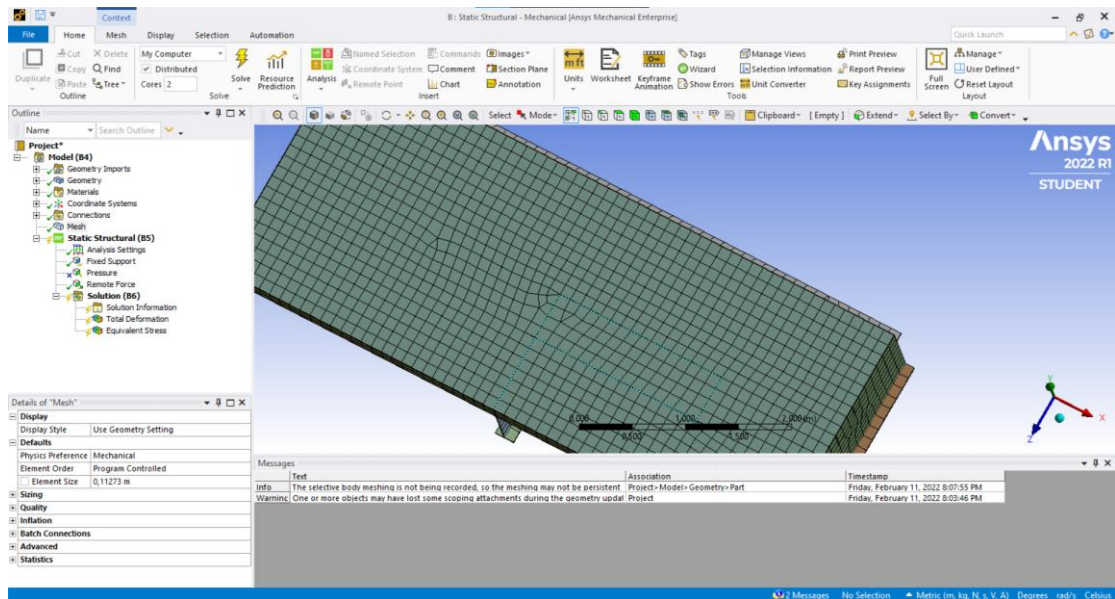 Context
B : Static Structural - Mechanical [Ansys Mechanical Enterprise]
File Home Mesh Display Selection Automation
Quick Launch
Duplicate
Cut
Copy
Paste
Delete
Find
Tree
Outline
My Computer
Distributed
Cores 2
Solve
Resource Prediction
Solve
Analysis
Named Selection
Coordinate System
Remote Point
Commands
Comment
Chart
Images
Section Plane
Annotation
Insert
Units
Worksheet
Keyframe Animation
Tags
Wizard
Show Errors
Manage Views
Selection Information
Unit Converter
Print Preview
Report Preview
Key Assignments
Tools
Full Screen
Manage
User Defined
Reset Layout
Layout
Outline
Name Search Outline
Select Mode Clipboard [Empty] Extend Select By Convert
Project*
Model (B4)
Geometry Imports
Geometry
Materials
Coordinate Systems
Connections
Mesh
Static Structural (B5)
Analysis Settings
Fixed Support
Pressure
Remote Force
Solution (B6)
Solution Information
Total Deformation
Equivalent Stress
Ansys
2022 R1
STUDENT
0,000 1,000 2,000 (m)
0,500 1,500
Y
X
Z
Details of "Mesh"
Display
Display Style Use Geometry Setting
Defaults
Physics Preference Mechanical
Element Order Program Controlled
Element Size 0,11273 m
Sizing
Quality
Inflation
Batch Connections
Advanced
Statistics
Messages
Text Association Timestamp
Info The selective body meshing is not being recorded, so the meshing may not be persistent Project>Model>Geometry>Part Friday, February 11, 2022 8:07:55 PM
Warning One or more objects may have lost some scoping attachments during the geometry updat Project Friday, February 11, 2022 8:03:46 PM
2 Messages No Selection Metric (m, kg, N, s, V, A) Degrees rad/s Celsius